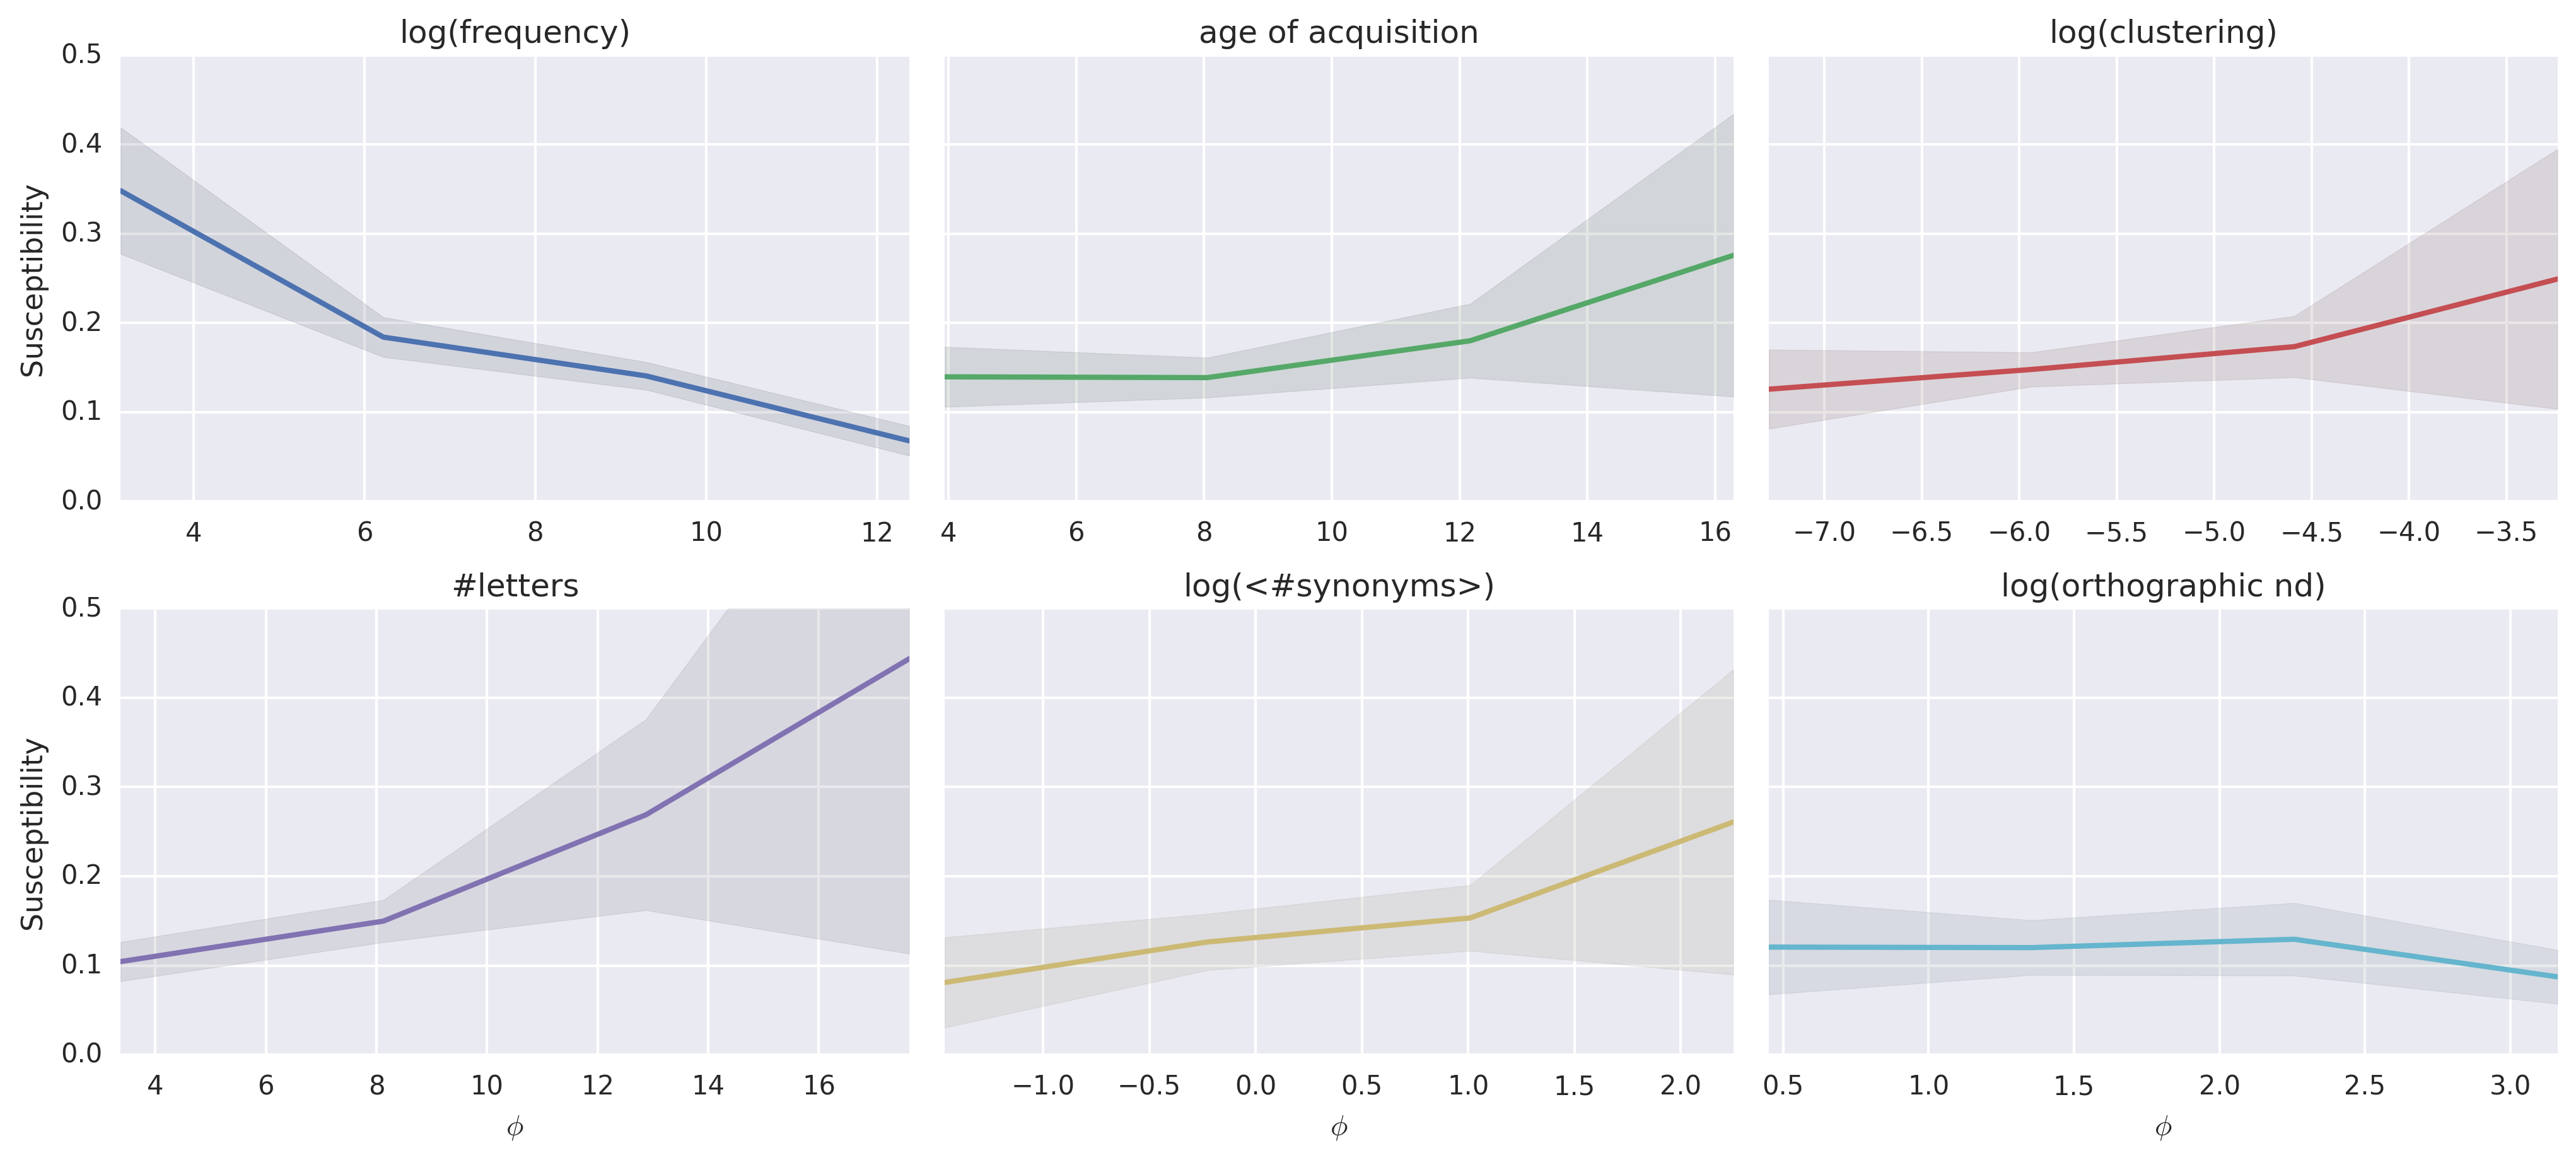 log(frequency) age of acquisition log(clustering)
Susceptibility
0.5
0.4
0.3
0.2
0.1
0.0
4 6 8 10 12 4 6 8 10 12 14 16 −7.0 −6.5 −6.0 −5.5 −5.0 −4.5 −4.0 −3.5
#letters log(<#synonyms>) log(orthographic nd)
Susceptibility
0.5
0.4
0.3
0.2
0.1
0.0
4 6 8 10 12 14 16 −1.0 −0.5 0.0 0.5 1.0 1.5 2.0 0.5 1.0 1.5 2.0 2.5 3.0
ϕ ϕ ϕ